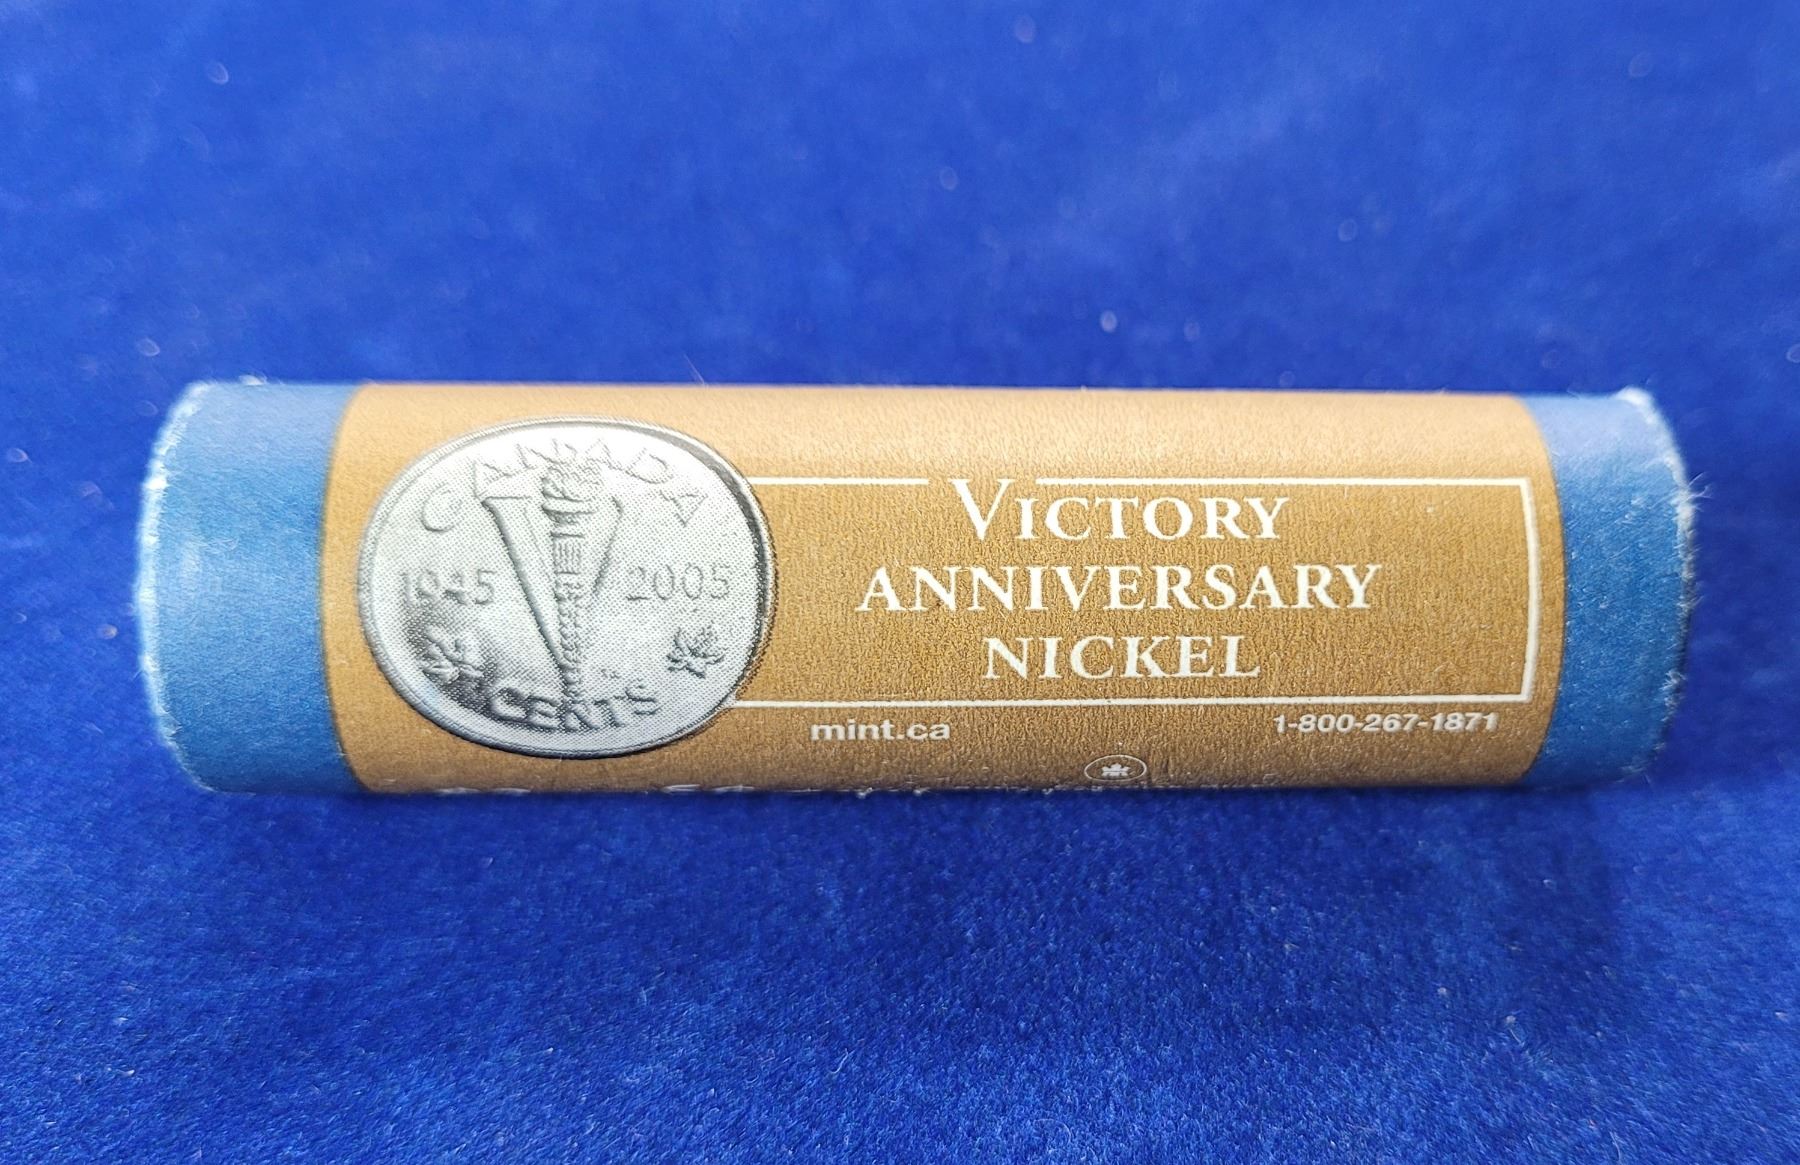 CANADA
1945 2005
CENTS
VICTORY
ANNIVERSARY
NICKEL
mint.ca 1-800-267-1871